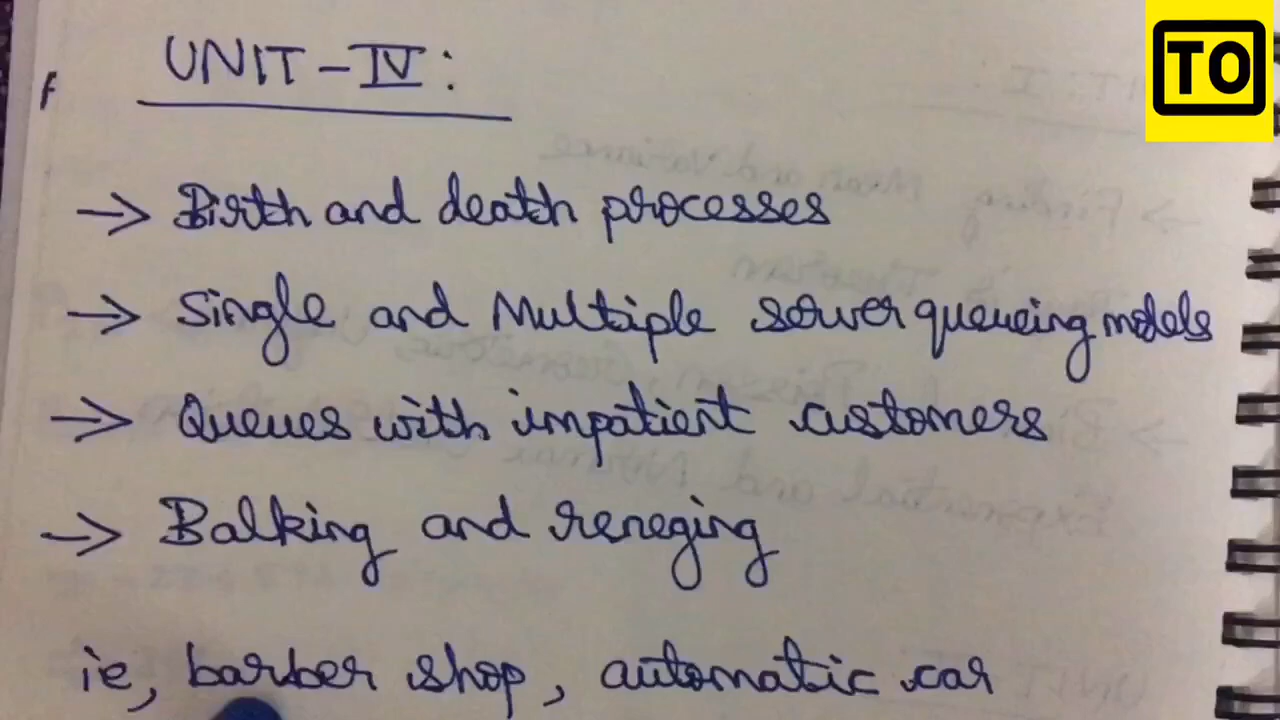 TO
UNIT-IV:
→ Birth and death processes
→ Single and Multiple server queueing models
→ Queues with impatient customers
→ Balking and reneging
ie, barber shop, automatic car